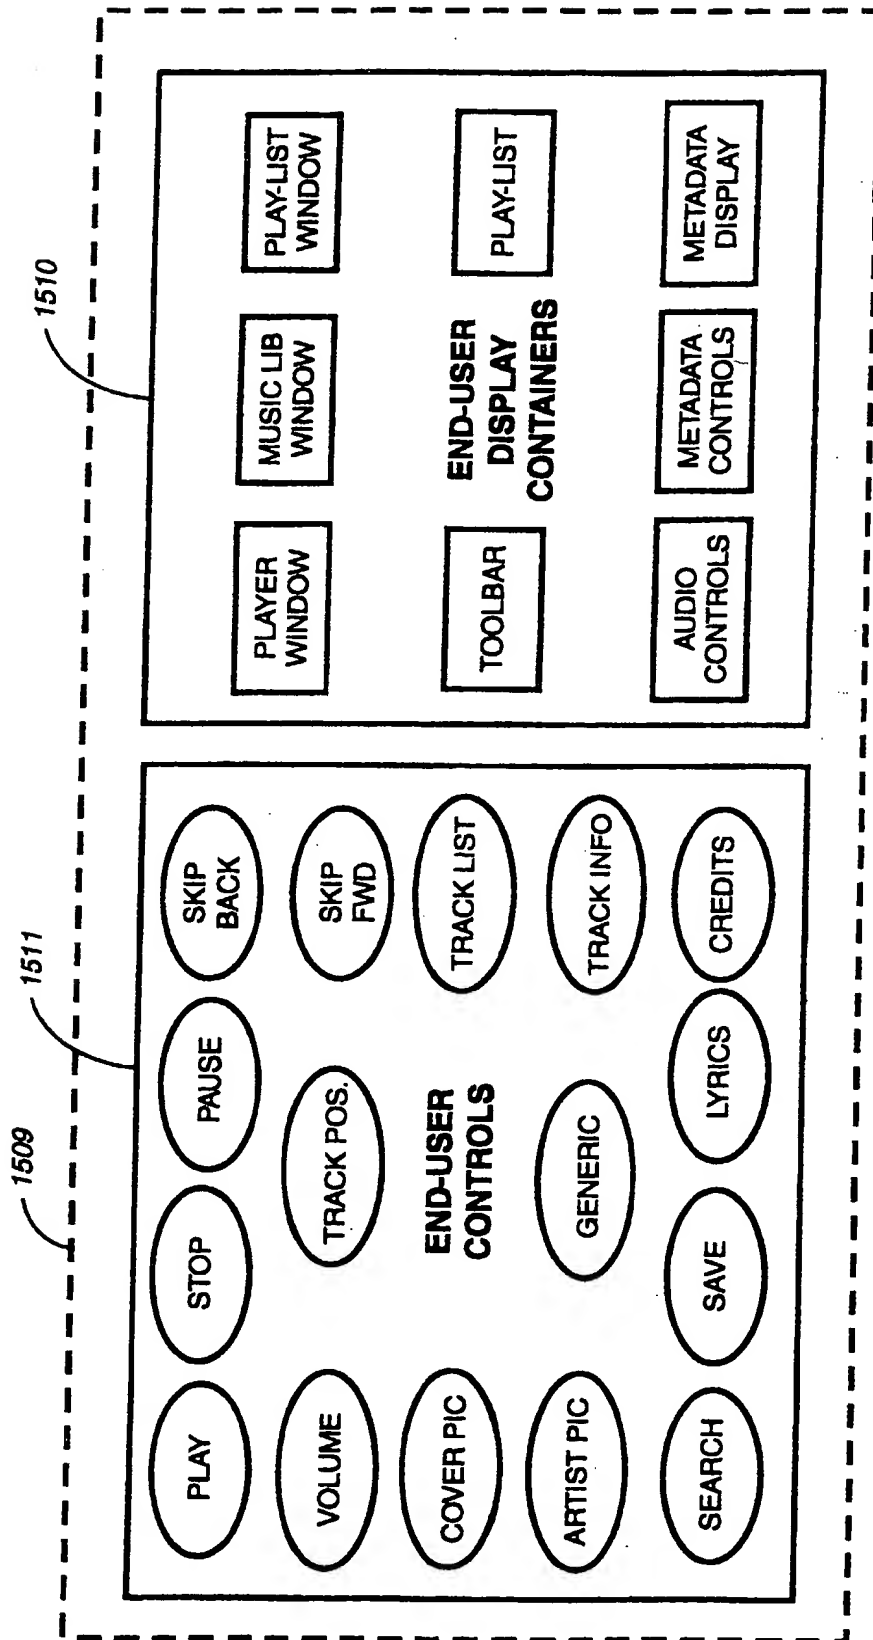 1509
1511
1510
PLAY
STOP
PAUSE
SKIP
BACK
VOLUME
TRACK POS.
SKIP
FWD
COVER PIC
END-USER
CONTROLS
TRACK LIST
ARTIST PIC
GENERIC
TRACK INFO
SEARCH
SAVE
LYRICS
CREDITS
PLAYER
WINDOW
MUSIC LIB
WINDOW
PLAY-LIST
WINDOW
TOOLBAR
END-USER
DISPLAY
CONTAINERS
PLAY-LIST
AUDIO
CONTROLS
METADATA
CONTROLS
METADATA
DISPLAY